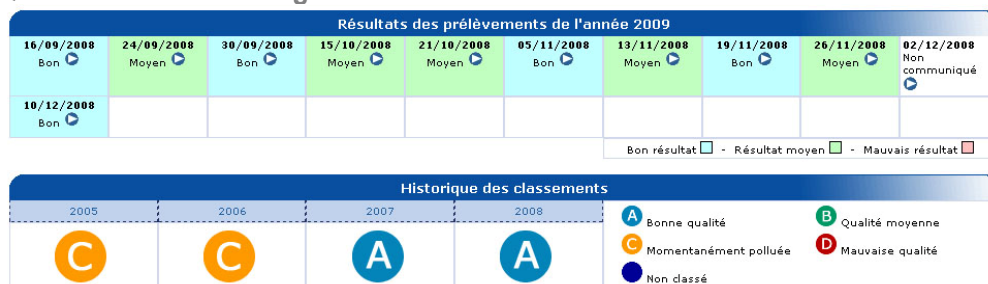 Résultats des prélèvements de l'année 2009
16/09/2008 24/09/2008 30/09/2008 15/10/2008 21/10/2008 05/11/2008 13/11/2008 19/11/2008 26/11/2008 02/12/2008
Bon Moyen Bon Moyen Moyen Bon Moyen Bon Moyen Non
communiqué
10/12/2008
Bon
Bon résultat - Résultat moyen - Mauvais résultat
Historique des classements
2005 2006 2007 2008
C C A A
A Bonne qualité B Qualité moyenne
C Momentanément polluée D Mauvaise qualité
Non classé